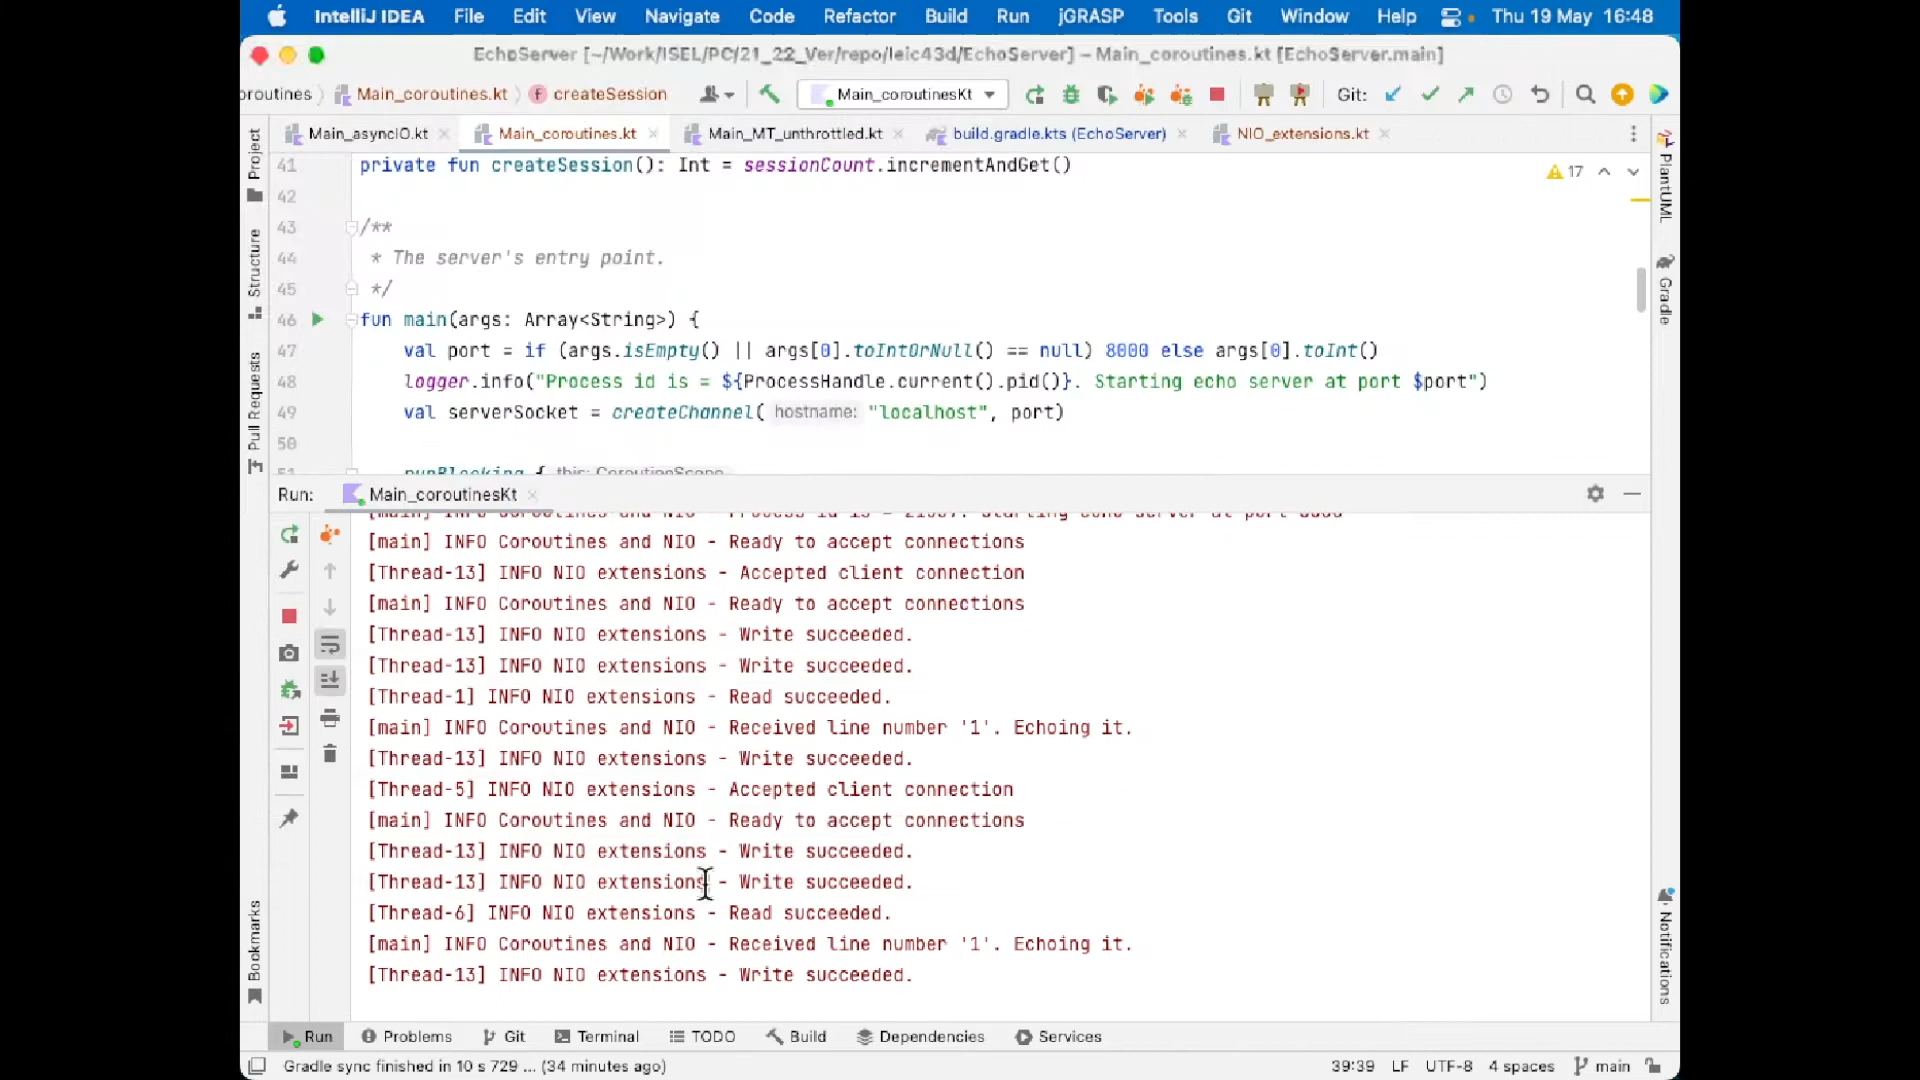 IntelliJ IDEA File Edit View Navigate Code Refactor Build Run jGRASP Tools Git Window Help Thu 19 May 16:48
EchoServer [~/Work/ISEL/PC/21_22_Ver/repo/leic43d/EchoServer] – Main_coroutines.kt [EchoServer.main]
oroutines Main_coroutines.kt createSession Main_coroutinesKt Git:
Main_asyncIO.kt Main_coroutines.kt Main_MT_unthrottled.kt build.gradle.kts (EchoServer) NIO_extensions.kt
Project
Structure
Pull Requests
Bookmarks
41 private fun createSession(): Int = sessionCount.incrementAndGet()
17
42
43 /**
44 * The server's entry point.
45 */
46 fun main(args: Array<String>) {
47 val port = if (args.isEmpty() || args[0].toIntOrNull() == null) 8000 else args[0].toInt()
48 logger.info("Process id is = ${ProcessHandle.current().pid()}. Starting echo server at port $port")
49 val serverSocket = createChannel( hostname: "localhost", port)
50
51 runBlocking { this: CoroutineScope
Run: Main_coroutinesKt
[main] INFO Coroutines and NIO - Process id is = 21957. Starting echo server at port 8000
[main] INFO Coroutines and NIO - Ready to accept connections
[Thread-13] INFO NIO extensions - Accepted client connection
[main] INFO Coroutines and NIO - Ready to accept connections
[Thread-13] INFO NIO extensions - Write succeeded.
[Thread-13] INFO NIO extensions - Write succeeded.
[Thread-1] INFO NIO extensions - Read succeeded.
[main] INFO Coroutines and NIO - Received line number '1'. Echoing it.
[Thread-13] INFO NIO extensions - Write succeeded.
[Thread-5] INFO NIO extensions - Accepted client connection
[main] INFO Coroutines and NIO - Ready to accept connections
[Thread-13] INFO NIO extensions - Write succeeded.
[Thread-13] INFO NIO extensions - Write succeeded.
[Thread-6] INFO NIO extensions - Read succeeded.
[main] INFO Coroutines and NIO - Received line number '1'. Echoing it.
[Thread-13] INFO NIO extensions - Write succeeded.
PlantUML
Gradle
Notifications
Run Problems Git Terminal TODO Build Dependencies Services
Gradle sync finished in 10 s 729 ... (34 minutes ago) 39:39 LF UTF-8 4 spaces main